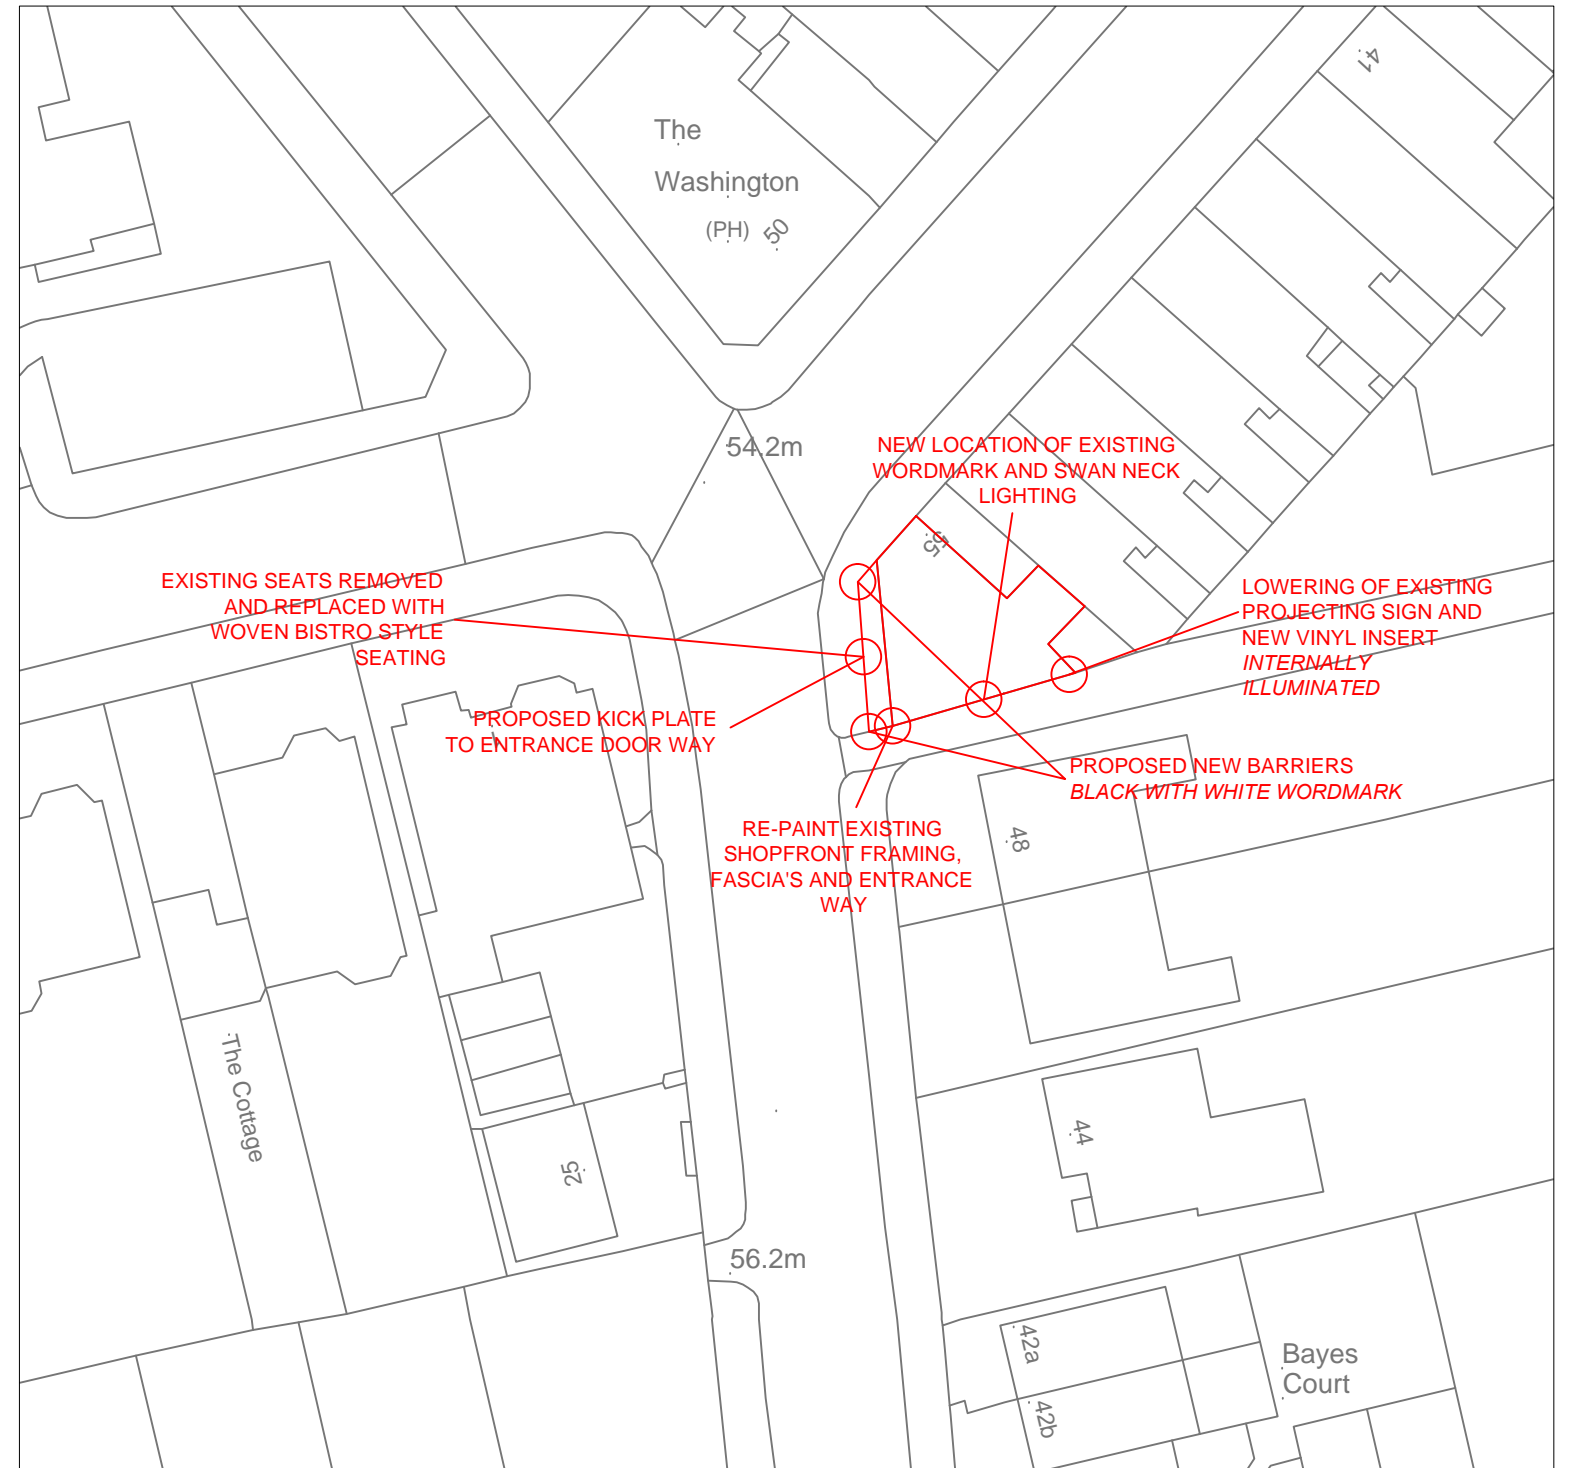 41
The
Washington
(PH) 50
54.2m
NEW LOCATION OF EXISTING
WORDMARK AND SWAN NECK
LIGHTING
55
EXISTING SEATS REMOVED
AND REPLACED WITH
WOVEN BISTRO STYLE
SEATING
LOWERING OF EXISTING
PROJECTING SIGN AND
NEW VINYL INSERT
INTERNALLY
ILLUMINATED
PROPOSED KICK PLATE
TO ENTRANCE DOOR WAY
PROPOSED NEW BARRIERS
BLACK WITH WHITE WORDMARK
RE-PAINT EXISTING
SHOPFRONT FRAMING,
FASCIA'S AND ENTRANCE
WAY
48
The Cottage
44
25
56.2m
42a
Bayes
Court
42b